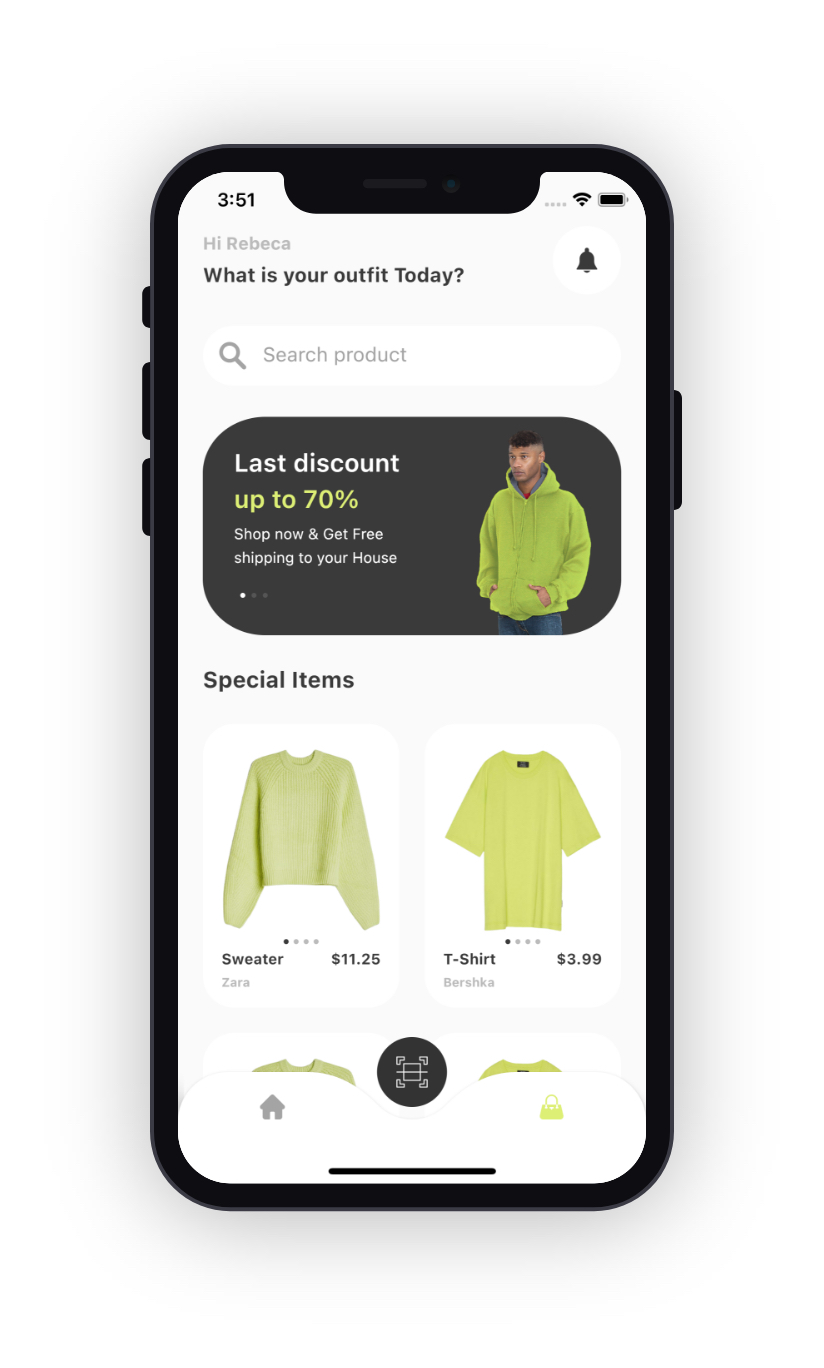 3:51
Hi Rebeca
What is your outfit Today?
Search product
Last discount
up to 70%
Shop now & Get Free
shipping to your House
Special Items
Sweater $11.25
Zara
T-Shirt $3.99
Bershka